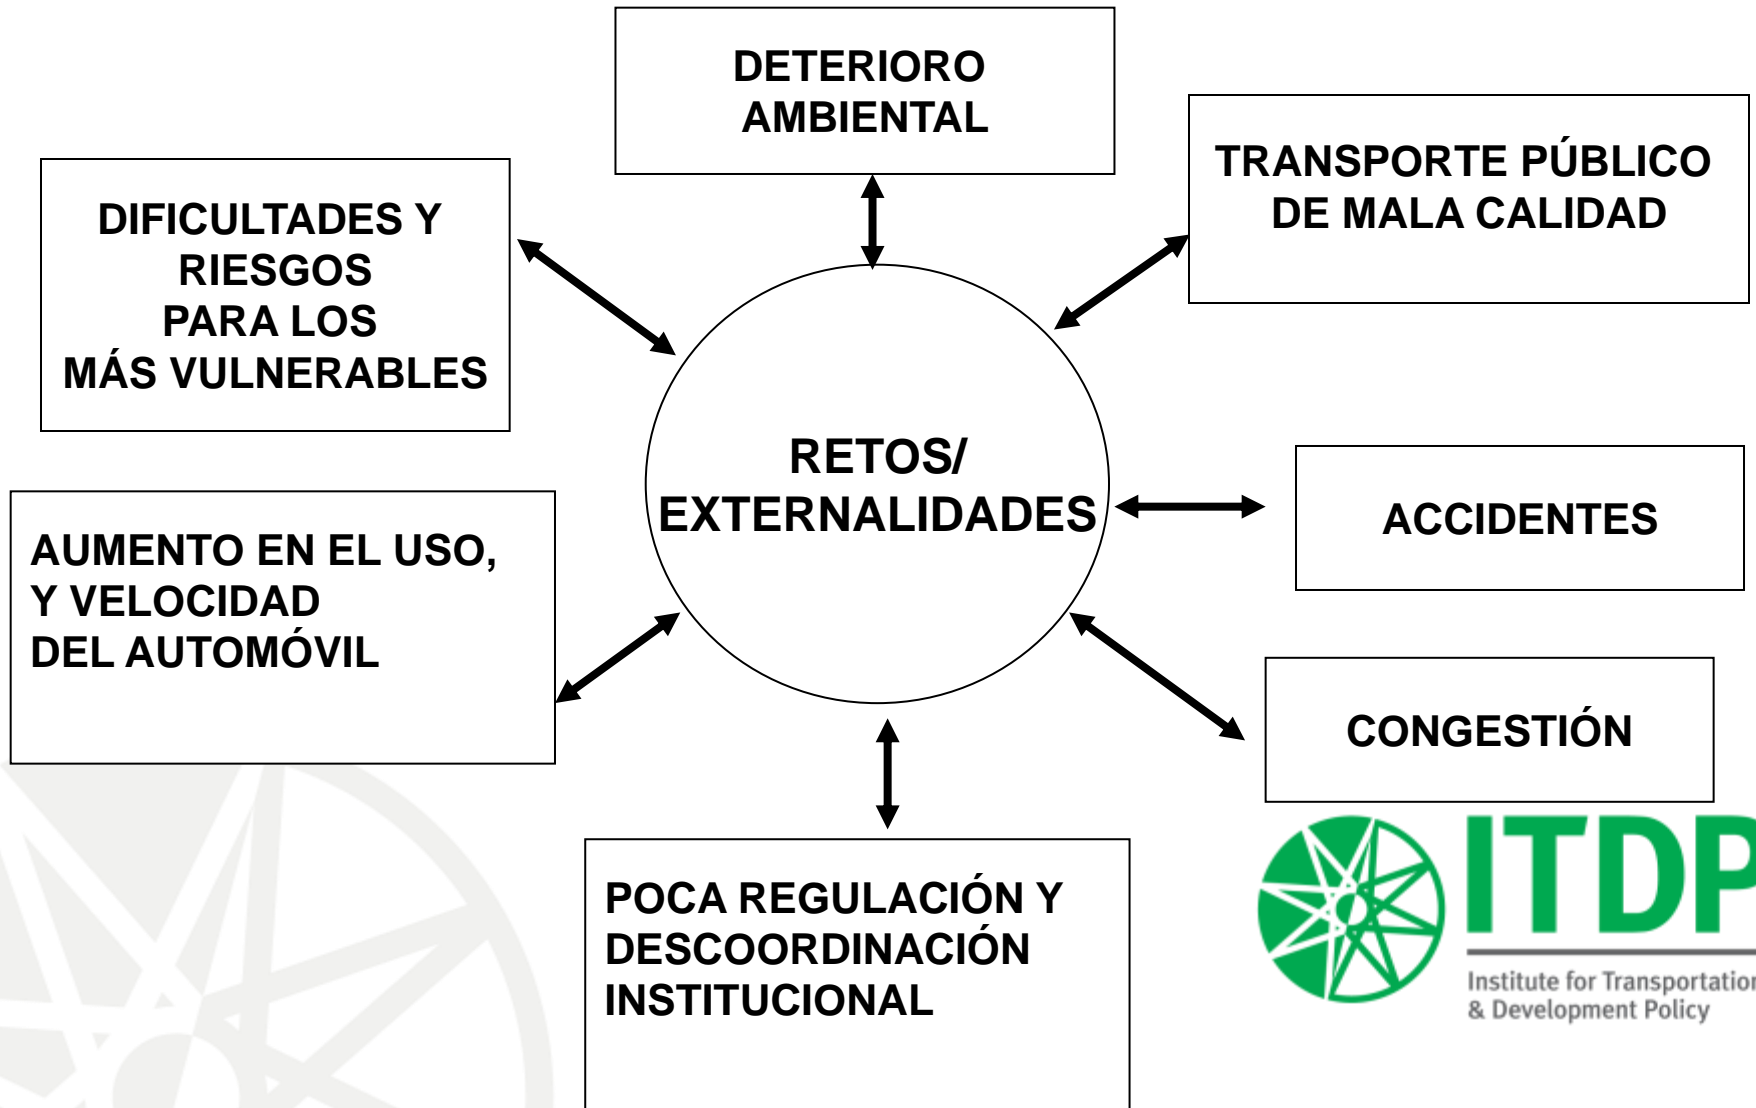 DETERIORO
AMBIENTAL
TRANSPORTE PÚBLICO
DE MALA CALIDAD
DIFICULTADES Y
RIESGOS
PARA LOS
MÁS VULNERABLES
RETOS/
EXTERNALIDADES
ACCIDENTES
AUMENTO EN EL USO,
Y VELOCIDAD
DEL AUTOMÓVIL
CONGESTIÓN
POCA REGULACIÓN Y
DESCOORDINACIÓN
INSTITUCIONAL
ITDP
Institute for Transportation
& Development Policy